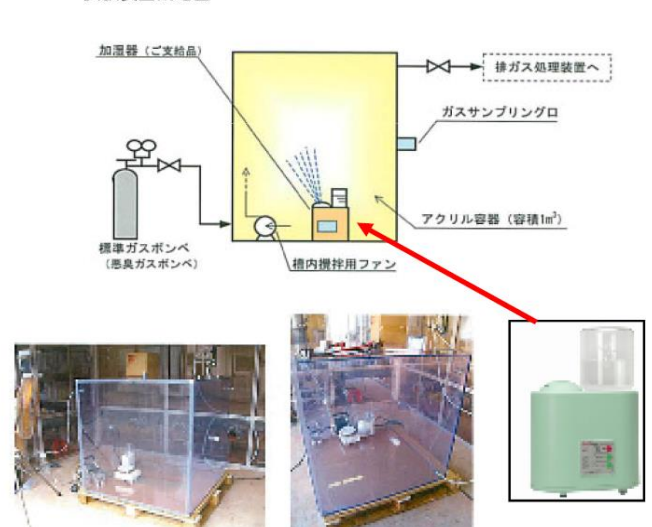 加湿器（ご支給品）
排ガス処理装置へ
ガスサンプリング口
アクリル容器（容積1m³）
標準ガスボンベ
（悪臭ガスボンベ）
槽内攪拌用ファン